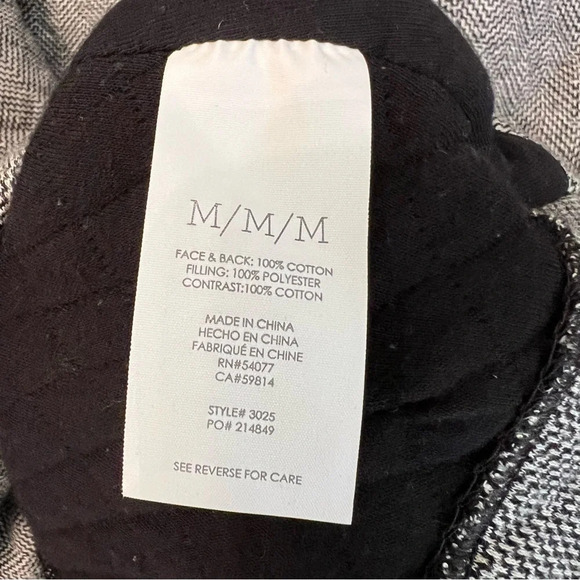 M/M/M
FACE & BACK: 100% COTTON
FILLING: 100% POLYESTER
CONTRAST:100% COTTON
MADE IN CHINA
HECHO EN CHINA
FABRIQUÉ EN CHINE
RN#54077
CA#59814
STYLE# 3025
PO# 214849
SEE REVERSE FOR CARE